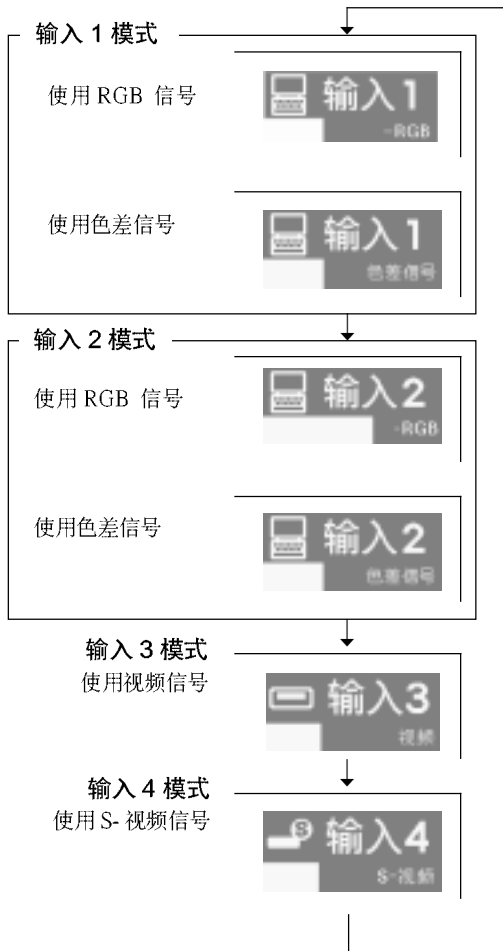 输入 1 模式
使用 RGB 信号
输入1
-RGB
使用色差信号
输入1
色差信号
输入 2 模式
使用 RGB 信号
输入2
-RGB
使用色差信号
输入2
色差信号
输入 3 模式
使用视频信号
输入3
视频
输入 4 模式
使用 S- 视频信号
S
输入4
S-视频